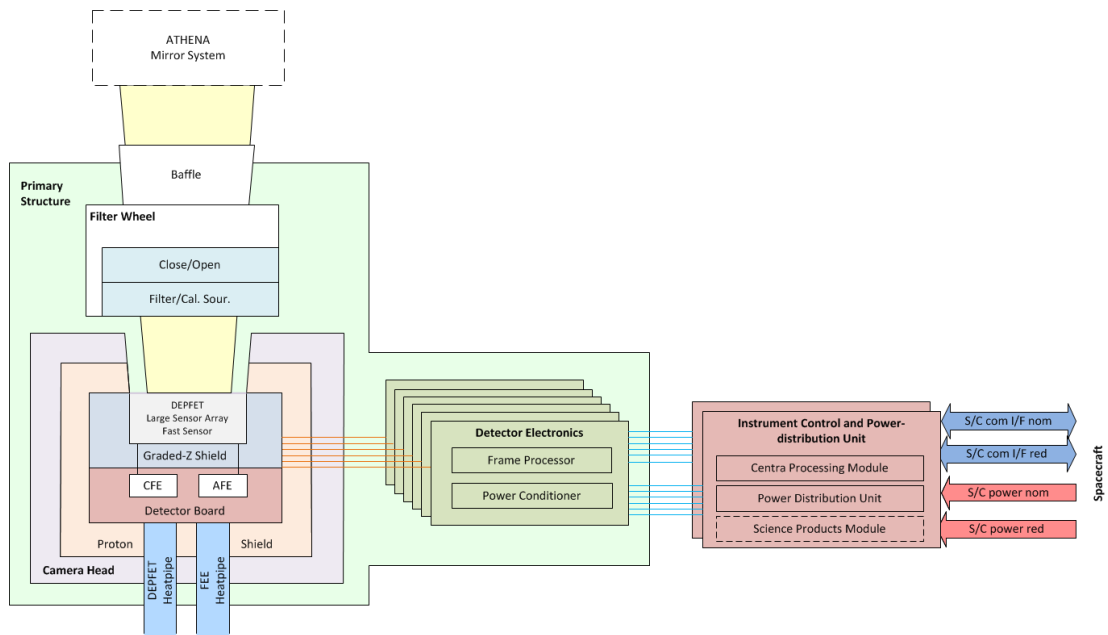 ATHENA
Mirror System
Baffle
Primary
Structure
Filter Wheel
Close/Open
Filter/Cal. Sour.
DEPFET
Large Sensor Array
Fast Sensor
Graded-Z Shield
CFE
AFE
Detector Board
Proton
Shield
Camera Head
DEPFET
Heatpipe
FEE
Heatpipe
Detector Electronics
Frame Processor
Power Conditioner
Instrument Control and Power-
distribution Unit
Centra Processing Module
Power Distribution Unit
Science Products Module
S/C com I/F nom
S/C com I/F red
S/C power nom
S/C power red
Spacecraft